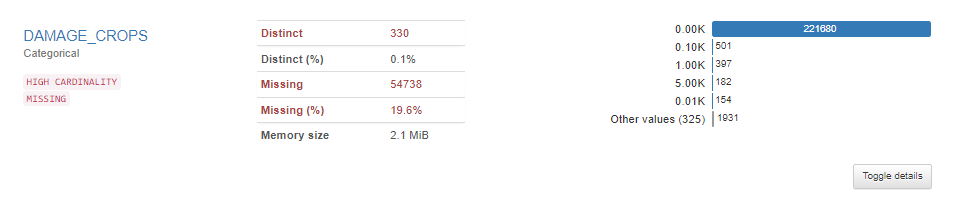 DAMAGE_CROPS
Categorical
HIGH CARDINALITY
MISSING
Distinct 330
Distinct (%) 0.1%
Missing 54738
Missing (%) 19.6%
Memory size 2.1 MiB
0.00K 221680
0.10K 501
1.00K 397
5.00K 182
0.01K 154
Other values (325) 1931
Toggle details